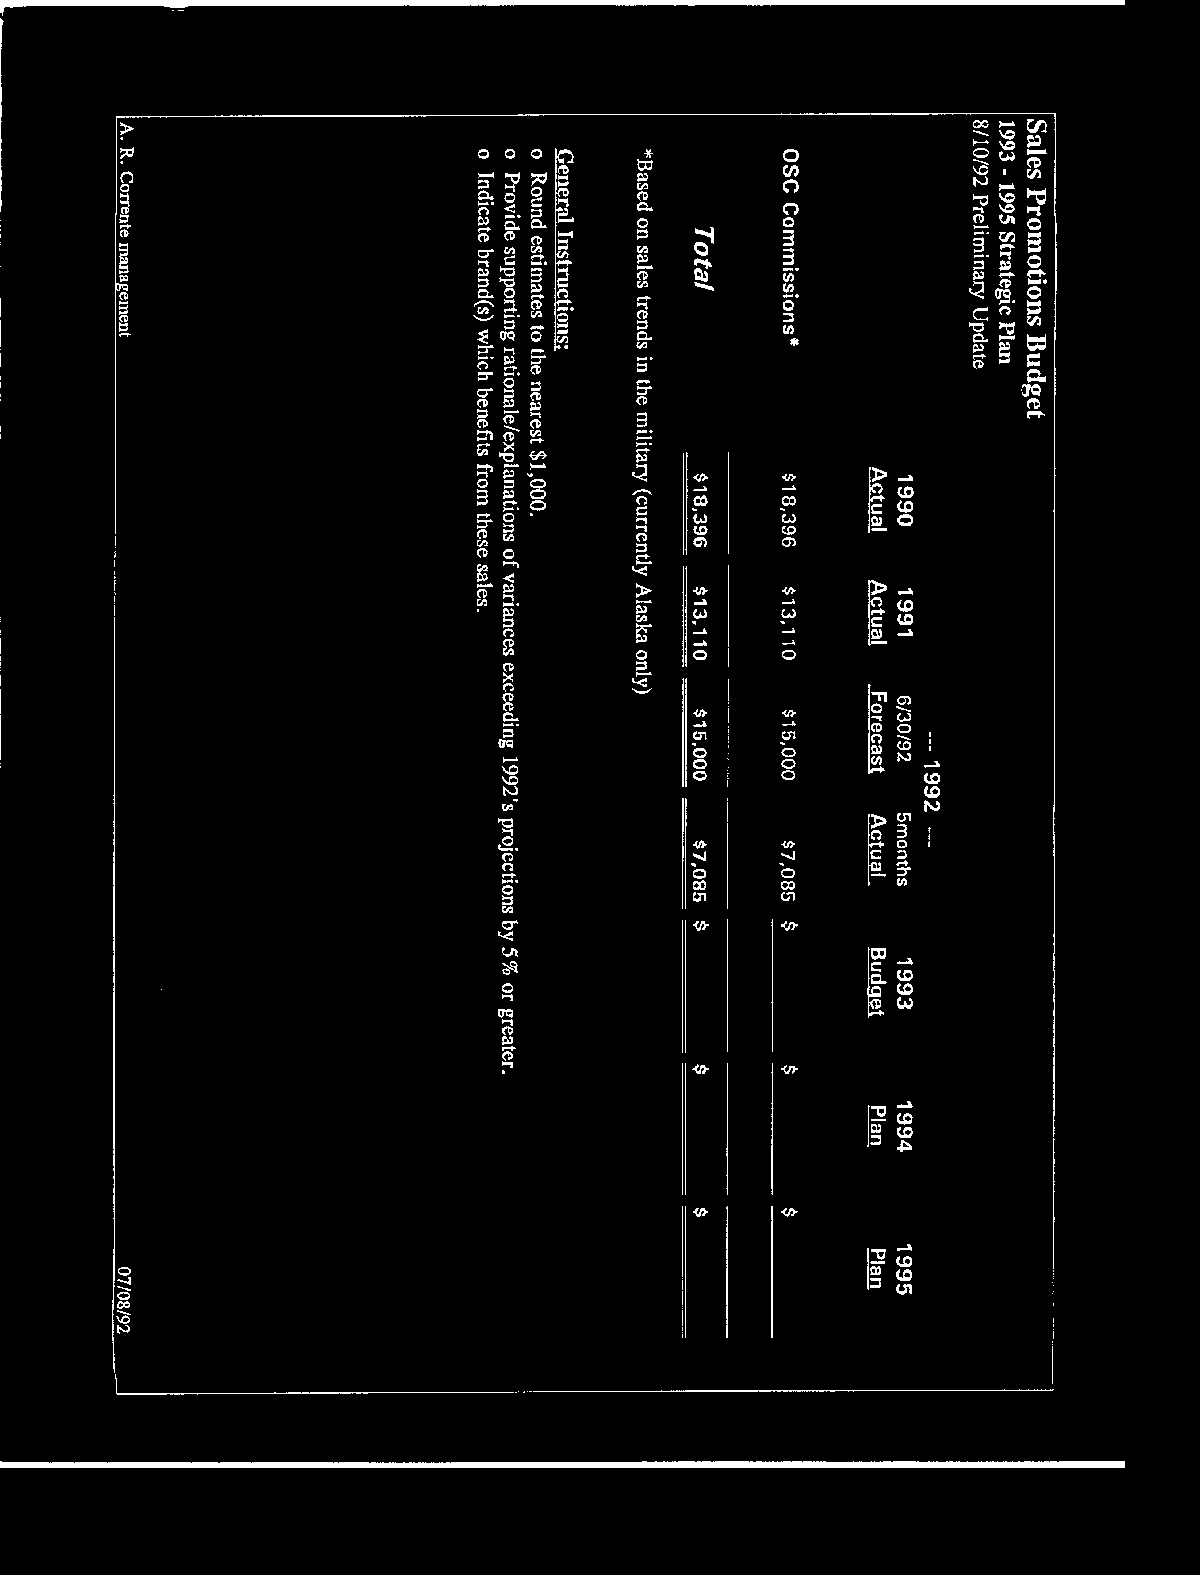 Sales Promotions Budget
1993 - 1995 Strategic Plan
8/10/92 Preliminary Update
--- 1992 ---
1990 1991 6/30/92 5months 1993 1994 1995
Actual Actual Forecast Actual Budget Plan Plan
OSC Commissions* $18,396 $13,110 $15,000 $7,085 $ $ $
Total $18,396 $13,110 $15,000 $7,085 $ $ $
*Based on sales trends in the military (currently Alaska only)
General Instructions:
o Round estimates to the nearest $1,000.
o Provide supporting rationale/explanations of variances exceeding 1992's projections by 5% or greater.
o Indicate brand(s) which benefits from these sales.
A. R. Corrente management 07/08/92